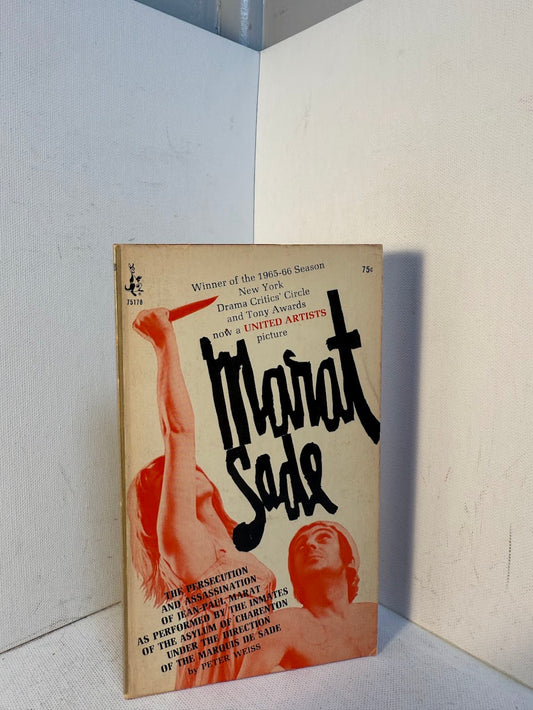 75178
75¢
Winner of the 1965-66 Season
New York
Drama Critics' Circle
and Tony Awards
now a UNITED ARTISTS
picture
Marat
Sade
THE PERSECUTION
AND ASSASSINATION
OF JEAN-PAUL MARAT
AS PERFORMED BY THE INMATES
OF THE ASYLUM OF CHARENTON
UNDER THE DIRECTION
OF THE MARQUIS DE SADE
by PETER WEISS